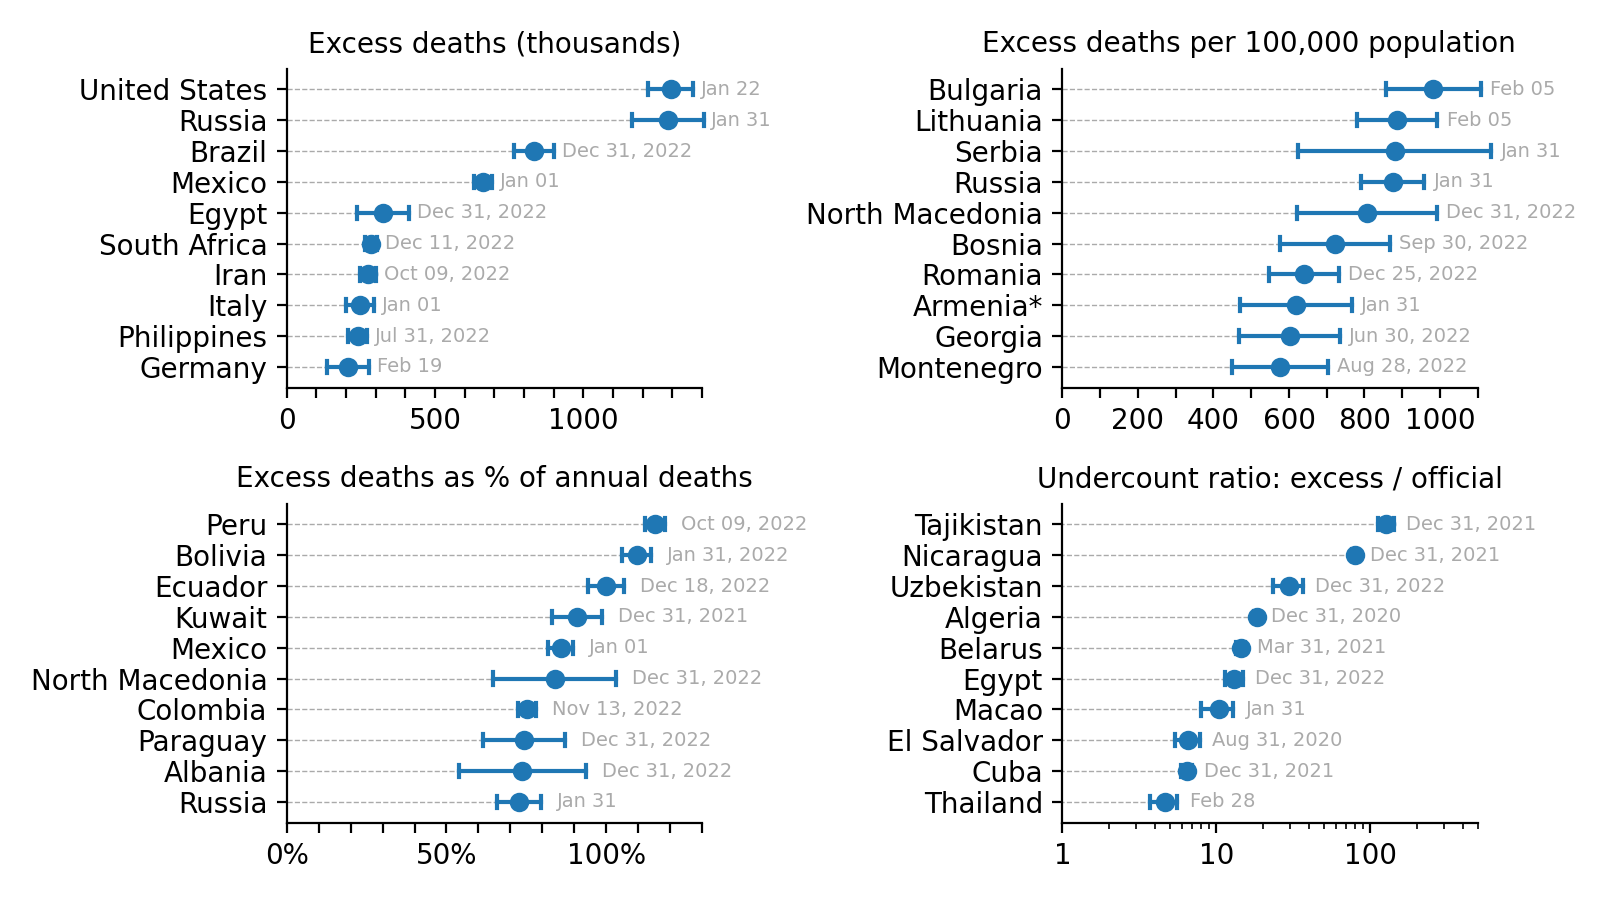 Excess deaths (thousands)
United States Jan 22
Russia Jan 31
Brazil Dec 31, 2022
Mexico Jan 01
Egypt Dec 31, 2022
South Africa Dec 11, 2022
Iran Oct 09, 2022
Italy Jan 01
Philippines Jul 31, 2022
Germany Feb 19
0 500 1000
Excess deaths per 100,000 population
Bulgaria Feb 05
Lithuania Feb 05
Serbia Jan 31
Russia Jan 31
North Macedonia Dec 31, 2022
Bosnia Sep 30, 2022
Romania Dec 25, 2022
Armenia* Jan 31
Georgia Jun 30, 2022
Montenegro Aug 28, 2022
0 200 400 600 800 1000
Excess deaths as % of annual deaths
Peru Oct 09, 2022
Bolivia Jan 31, 2022
Ecuador Dec 18, 2022
Kuwait Dec 31, 2021
Mexico Jan 01
North Macedonia Dec 31, 2022
Colombia Nov 13, 2022
Paraguay Dec 31, 2022
Albania Dec 31, 2022
Russia Jan 31
0% 50% 100%
Undercount ratio: excess / official
Tajikistan Dec 31, 2021
Nicaragua Dec 31, 2021
Uzbekistan Dec 31, 2022
Algeria Dec 31, 2020
Belarus Mar 31, 2021
Egypt Dec 31, 2022
Macao Jan 31
El Salvador Aug 31, 2020
Cuba Dec 31, 2021
Thailand Feb 28
1 10 100